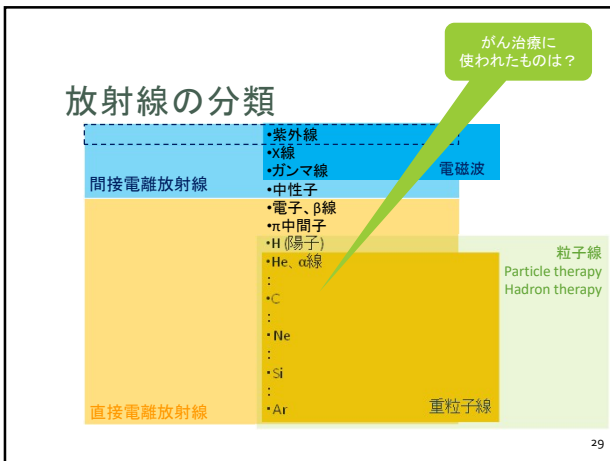 がん治療に
使われたものは？
放射線の分類
•紫外線
•X線
•ガンマ線
電磁波
間接電離放射線
•中性子
•電子、β線
•π中間子
•H (陽子)
•He、α線
:
•C
:
•Ne
:
•Si
:
•Ar
粒子線
Particle therapy
Hadron therapy
重粒子線
直接電離放射線
29